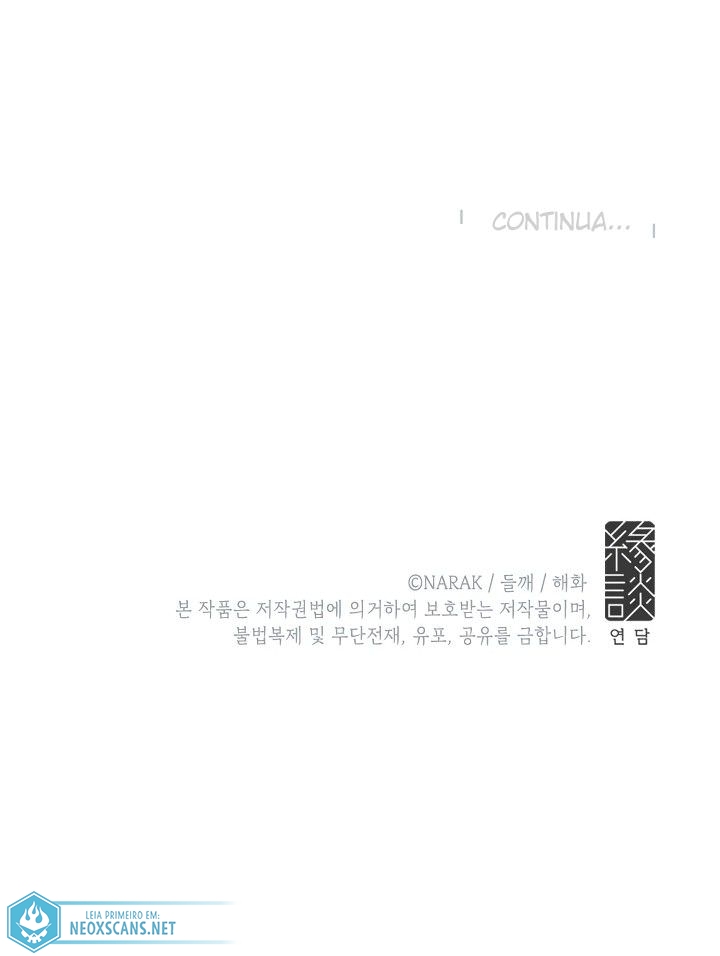 CONTINUA...
©NARAK / 들깨 / 해화
본 작품은 저작권법에 의거하여 보호받는 저작물이며,
불법복제 및 무단전재, 유포, 공유를 금합니다.
緣談
연담
LEIA PRIMEIRO EM:
NEOXSCANS.NET